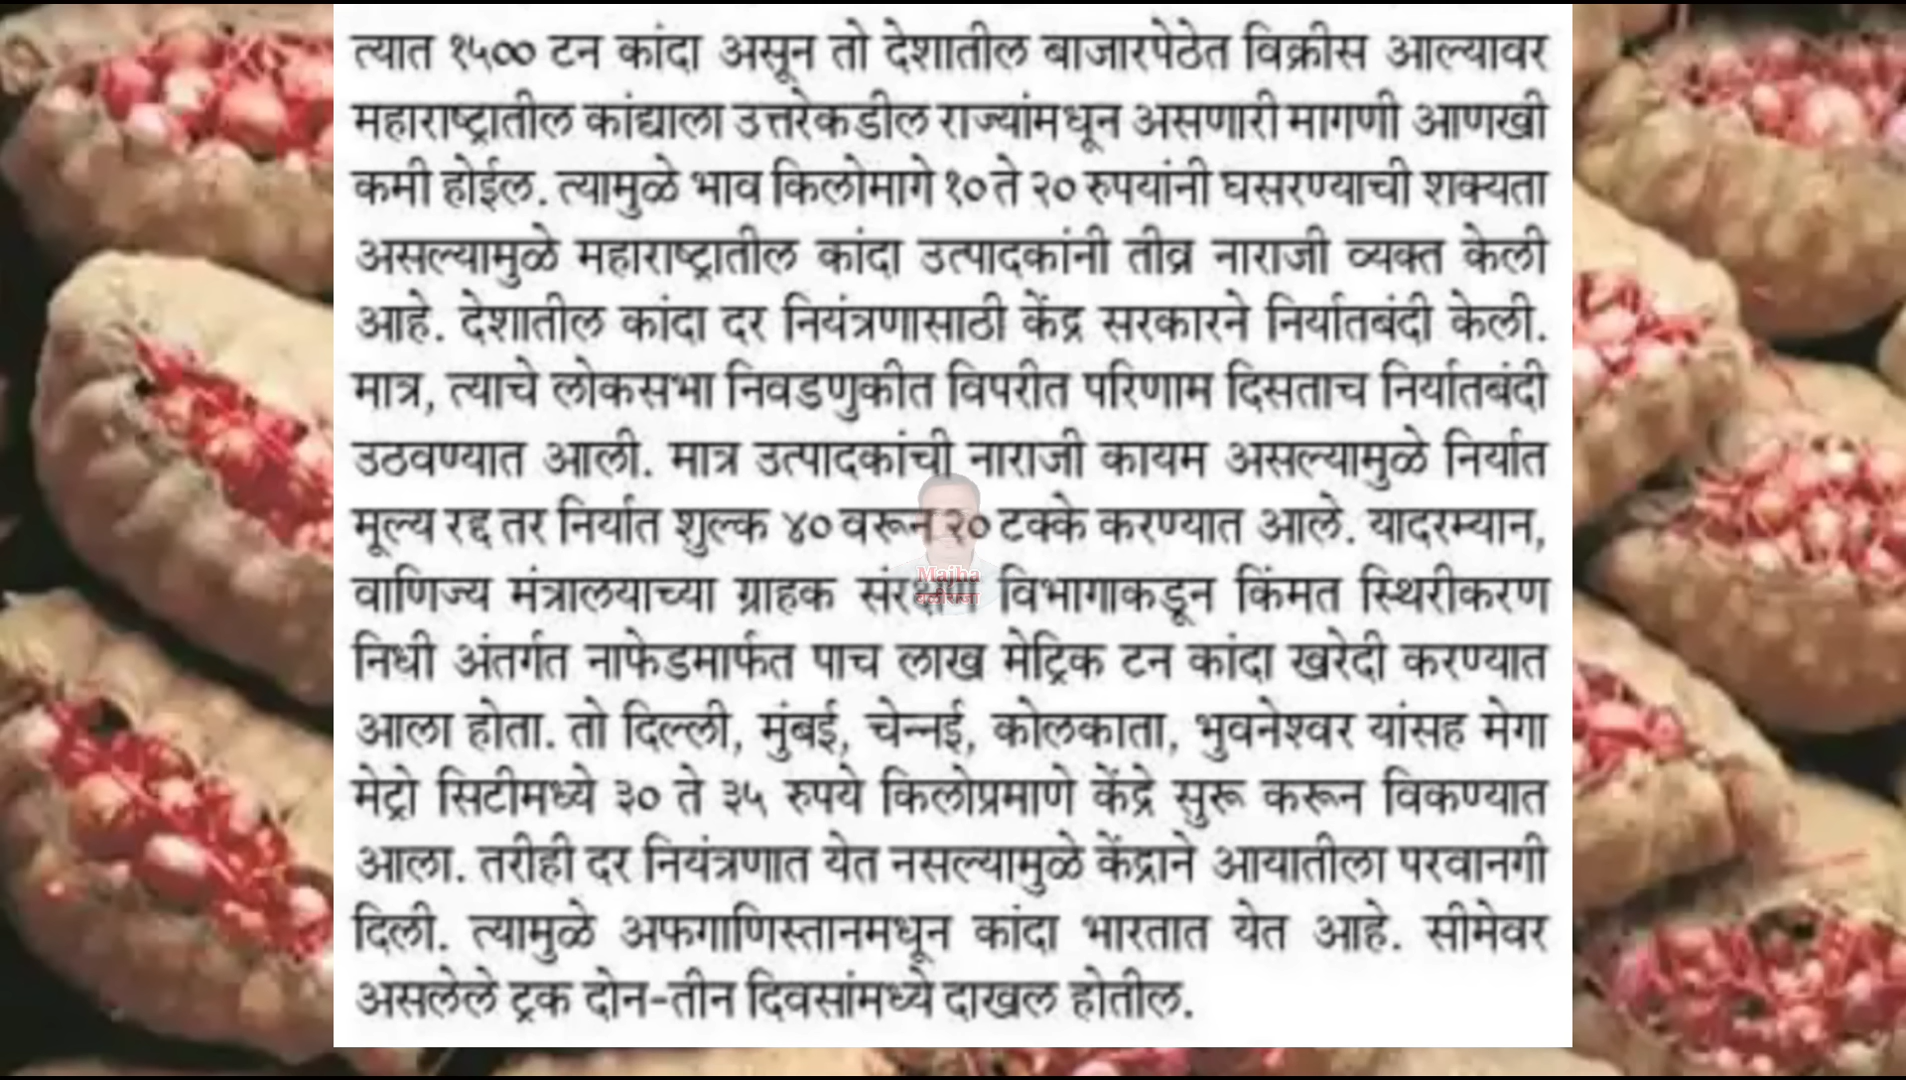 त्यात १५०० टन कांदा असून तो देशातील बाजारपेठेत विक्रीस आल्यावर
महाराष्ट्रातील कांद्याला उत्तरेकडील राज्यांमधून असणारी मागणी आणखी
कमी होईल. त्यामुळे भाव किलोमागे १० ते २० रुपयांनी घसरण्याची शक्यता
असल्यामुळे महाराष्ट्रातील कांदा उत्पादकांनी तीव्र नाराजी व्यक्त केली
आहे. देशातील कांदा दर नियंत्रणासाठी केंद्र सरकारने निर्यातबंदी केली.
मात्र, त्याचे लोकसभा निवडणुकीत विपरीत परिणाम दिसताच निर्यातबंदी
उठवण्यात आली. मात्र उत्पादकांची नाराजी कायम असल्यामुळे निर्यात
मूल्य रद्द तर निर्यात शुल्क ४० वरून २० टक्के करण्यात आले. यादरम्यान,
वाणिज्य मंत्रालयाच्या ग्राहक संरक्षण विभागाकडून किंमत स्थिरीकरण
निधी अंतर्गत नाफेडमार्फत पाच लाख मेट्रिक टन कांदा खरेदी करण्यात
आला होता. तो दिल्ली, मुंबई, चेन्नई, कोलकाता, भुवनेश्वर यांसह मेगा
मेट्रो सिटीमध्ये ३० ते ३५ रुपये किलोप्रमाणे केंद्रे सुरू करून विकण्यात
आला. तरीही दर नियंत्रणात येत नसल्यामुळे केंद्राने आयातीला परवानगी
दिली. त्यामुळे अफगाणिस्तानमधून कांदा भारतात येत आहे. सीमेवर
असलेले ट्रक दोन-तीन दिवसांमध्ये दाखल होतील.
Majha
बळीराजा